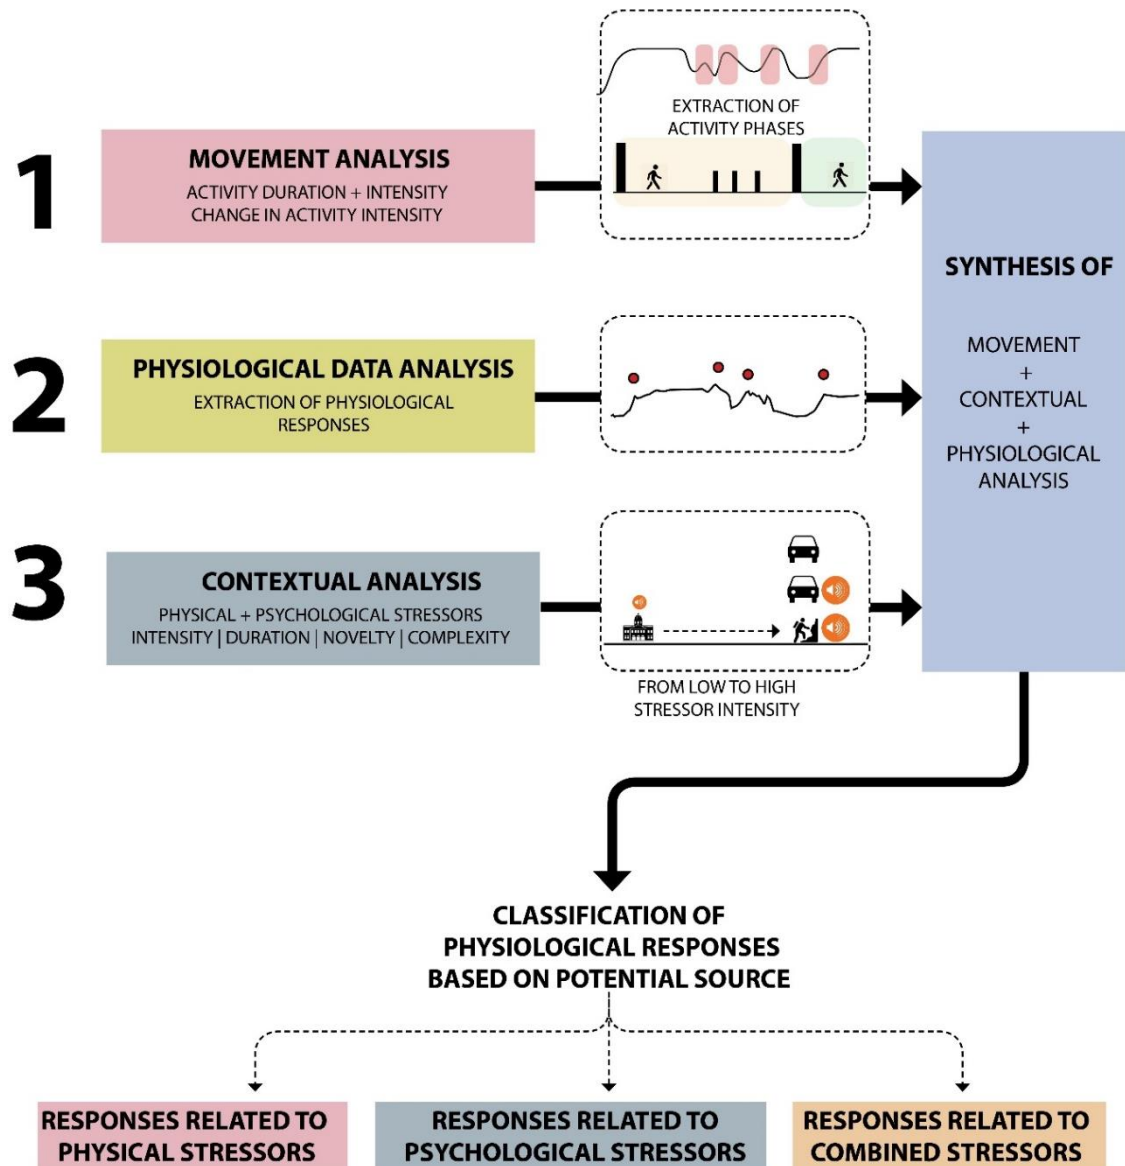 1
MOVEMENT ANALYSIS
ACTIVITY DURATION + INTENSITY
CHANGE IN ACTIVITY INTENSITY
EXTRACTION OF
ACTIVITY PHASES
2
PHYSIOLOGICAL DATA ANALYSIS
EXTRACTION OF PHYSIOLOGICAL
RESPONSES
3
CONTEXTUAL ANALYSIS
PHYSICAL + PSYCHOLOGICAL STRESSORS
INTENSITY | DURATION | NOVELTY | COMPLEXITY
FROM LOW TO HIGH
STRESSOR INTENSITY
SYNTHESIS OF
MOVEMENT
+
CONTEXTUAL
+
PHYSIOLOGICAL
ANALYSIS
CLASSIFICATION OF
PHYSIOLOGICAL RESPONSES
BASED ON POTENTIAL SOURCE
RESPONSES RELATED TO
PHYSICAL STRESSORS
RESPONSES RELATED TO
PSYCHOLOGICAL STRESSORS
RESPONSES RELATED TO
COMBINED STRESSORS